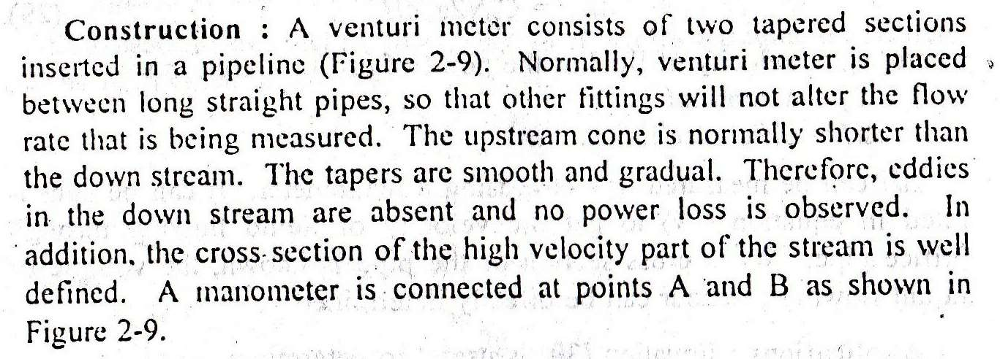 Construction : A venturi meter consists of two tapered sections
inserted in a pipeline (Figure 2-9). Normally, venturi meter is placed
between long straight pipes, so that other fittings will not alter the flow
rate that is being measured. The upstream cone is normally shorter than
the down stream. The tapers are smooth and gradual. Therefore, eddies
in the down stream are absent and no power loss is observed. In
addition, the cross-section of the high velocity part of the stream is well
defined. A manometer is connected at points A and B as shown in
Figure 2-9.